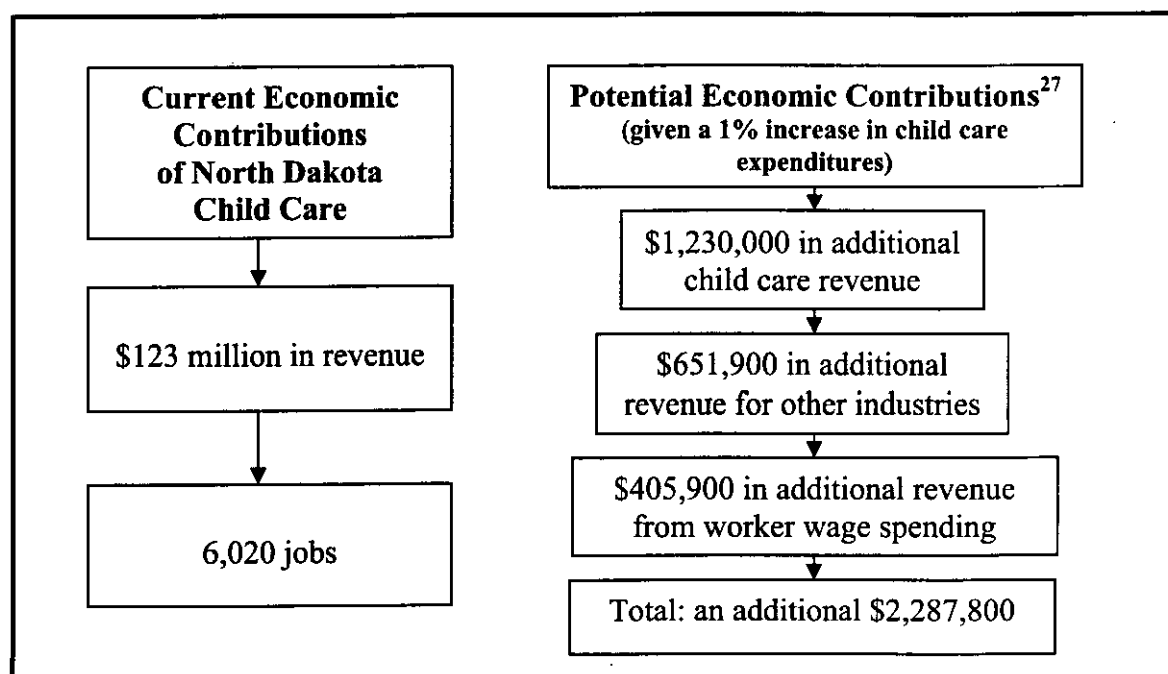 Current Economic
Contributions
of North Dakota
Child Care
$123 million in revenue
6,020 jobs
Potential Economic Contributions27
(given a 1% increase in child care
expenditures)
$1,230,000 in additional
child care revenue
$651,900 in additional
revenue for other industries
$405,900 in additional revenue
from worker wage spending
Total: an additional $2,287,800